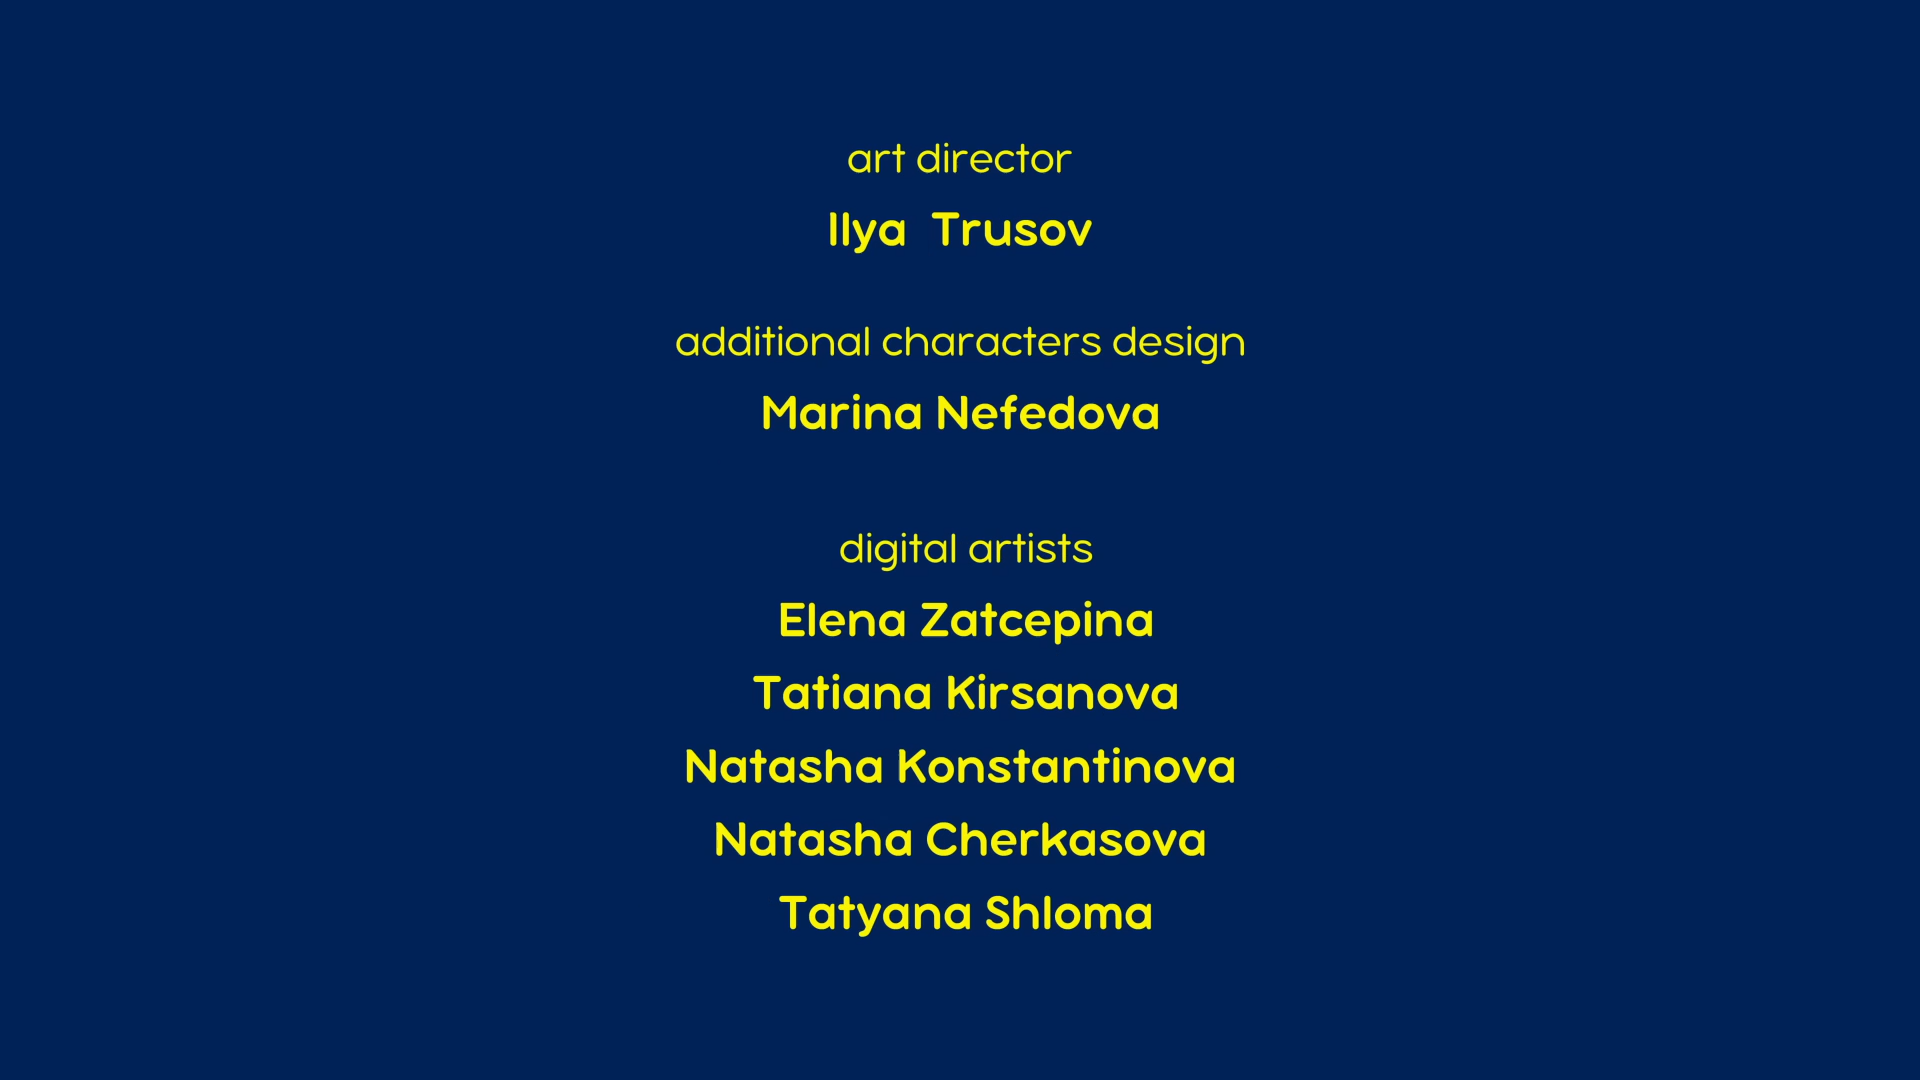 art director
Ilya  Trusov
additional characters design
Marina Nefedova
digital artists
Elena Zatcepina
Tatiana Kirsanova
Natasha Konstantinova
Natasha Cherkasova
Tatyana Shloma